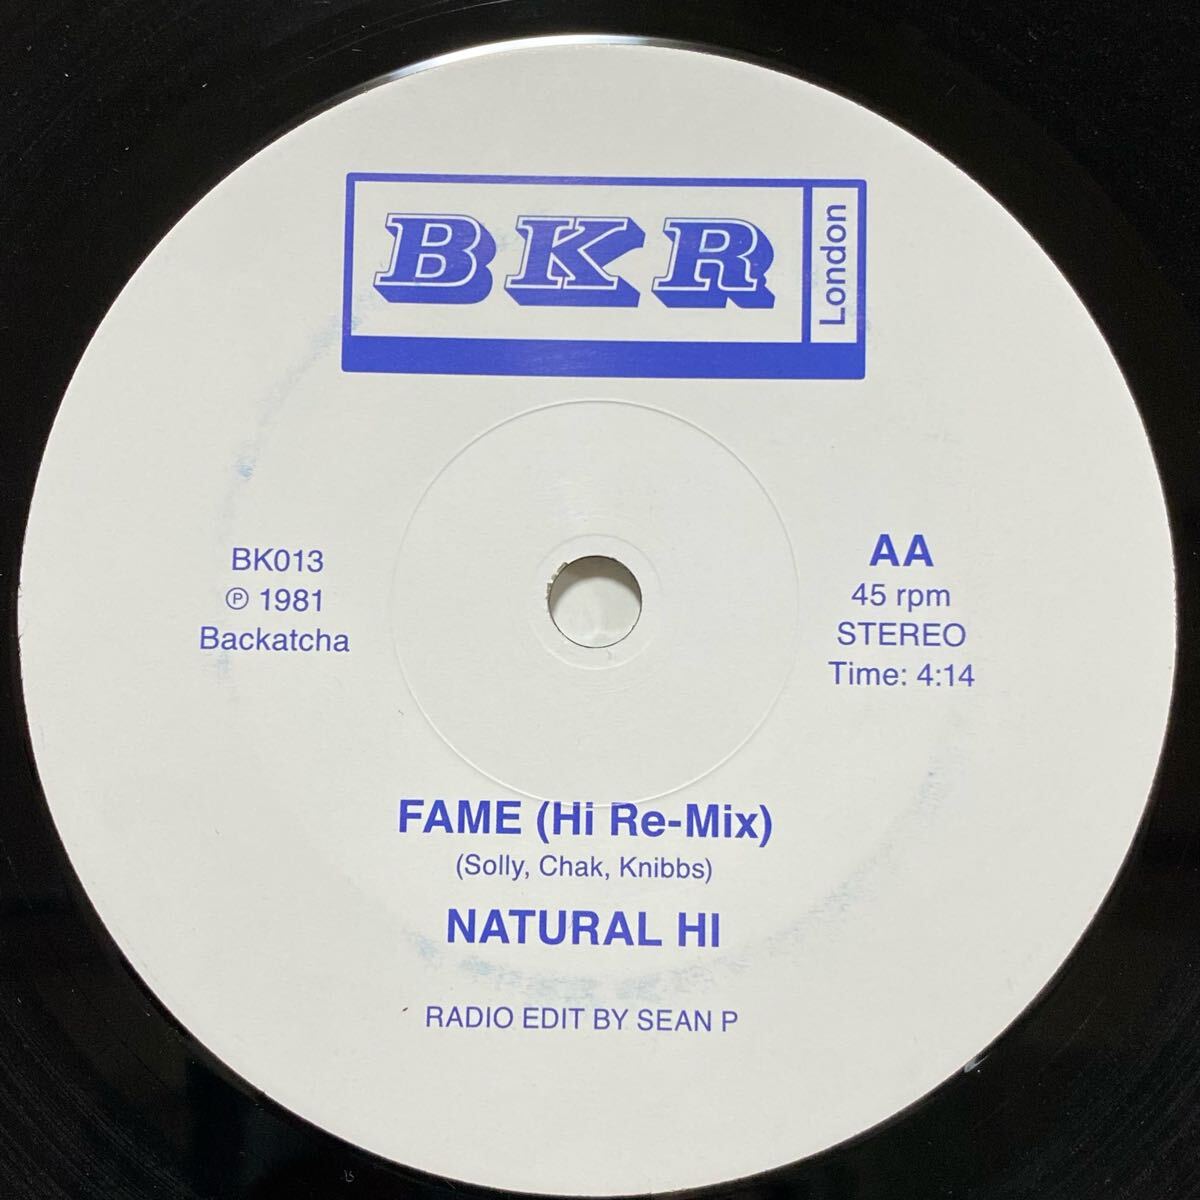 BKR
London
BK013
℗ 1981
Backatcha
AA
45 rpm
STEREO
Time: 4:14
FAME (Hi Re-Mix)
(Solly, Chak, Knibbs)
NATURAL HI
RADIO EDIT BY SEAN P